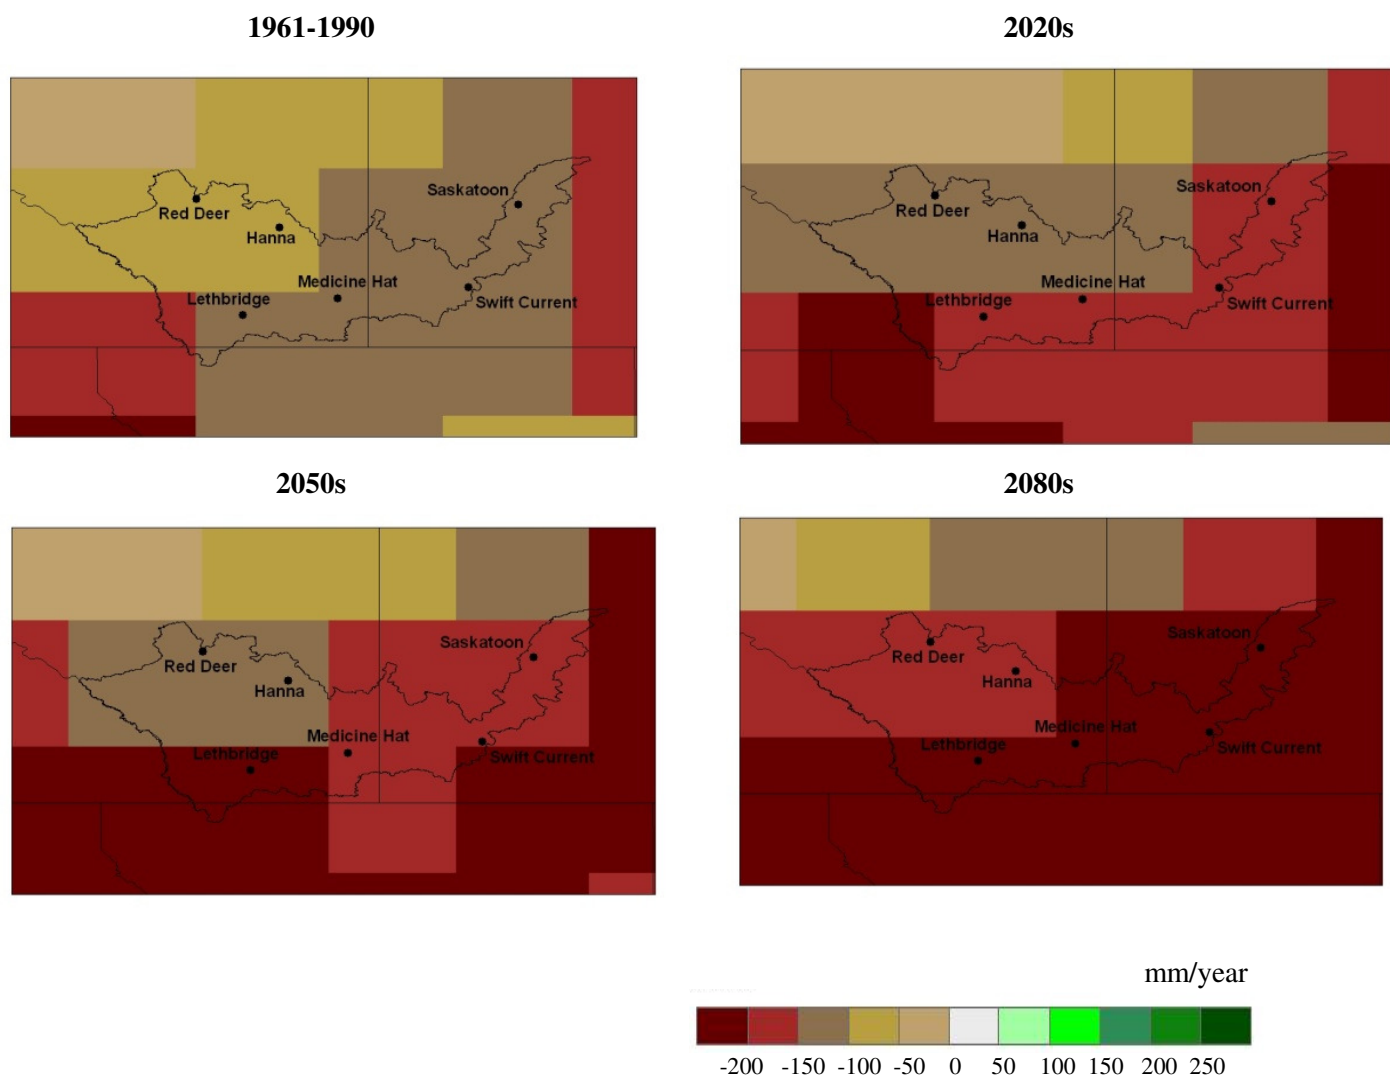 1961-1990
2020s
Saskatoon
Red Deer
Hanna
Medicine Hat
Lethbridge
Swift Current
Saskatoon
Red Deer
Hanna
Medicine Hat
Lethbridge
Swift Current
2050s
2080s
Saskatoon
Red Deer
Hanna
Medicine Hat
Lethbridge
Swift Current
Saskatoon
Red Deer
Hanna
Medicine Hat
Lethbridge
Swift Current
mm/year
-200 -150 -100 -50 0 50 100 150 200 250